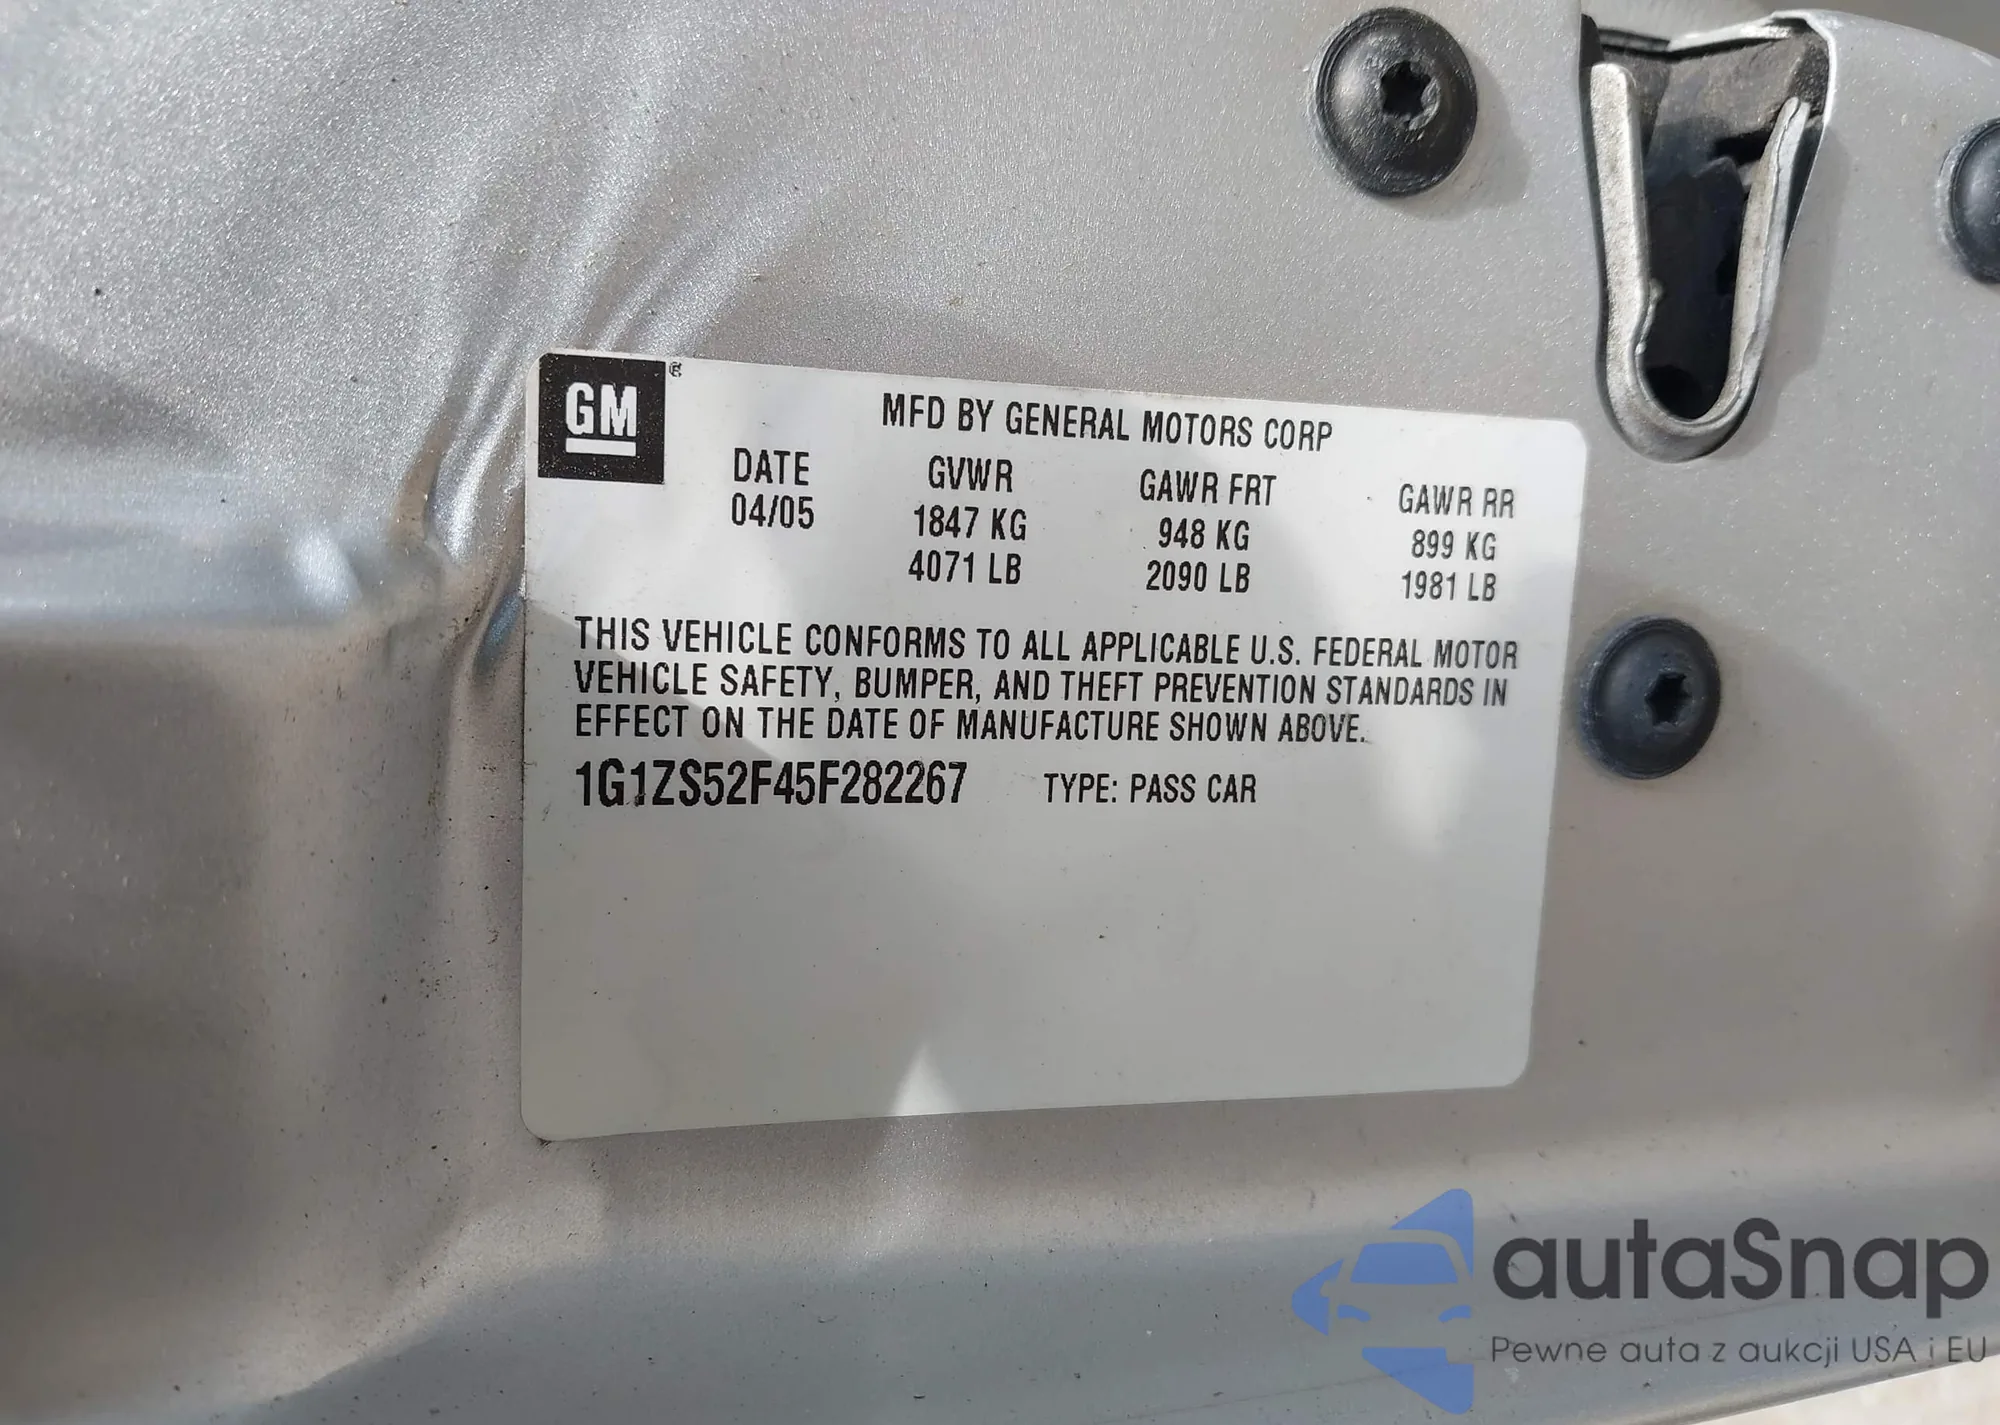 GM®
MFD BY GENERAL MOTORS CORP
DATE GVWR GAWR FRT GAWR RR
04/05 1847 KG 948 KG 899 KG
4071 LB 2090 LB 1981 LB
THIS VEHICLE CONFORMS TO ALL APPLICABLE U.S. FEDERAL MOTOR
VEHICLE SAFETY, BUMPER, AND THEFT PREVENTION STANDARDS IN
EFFECT ON THE DATE OF MANUFACTURE SHOWN ABOVE.
1G1ZS52F45F282267 TYPE: PASS CAR
autaSnap
Pewne auta z aukcji USA i EU